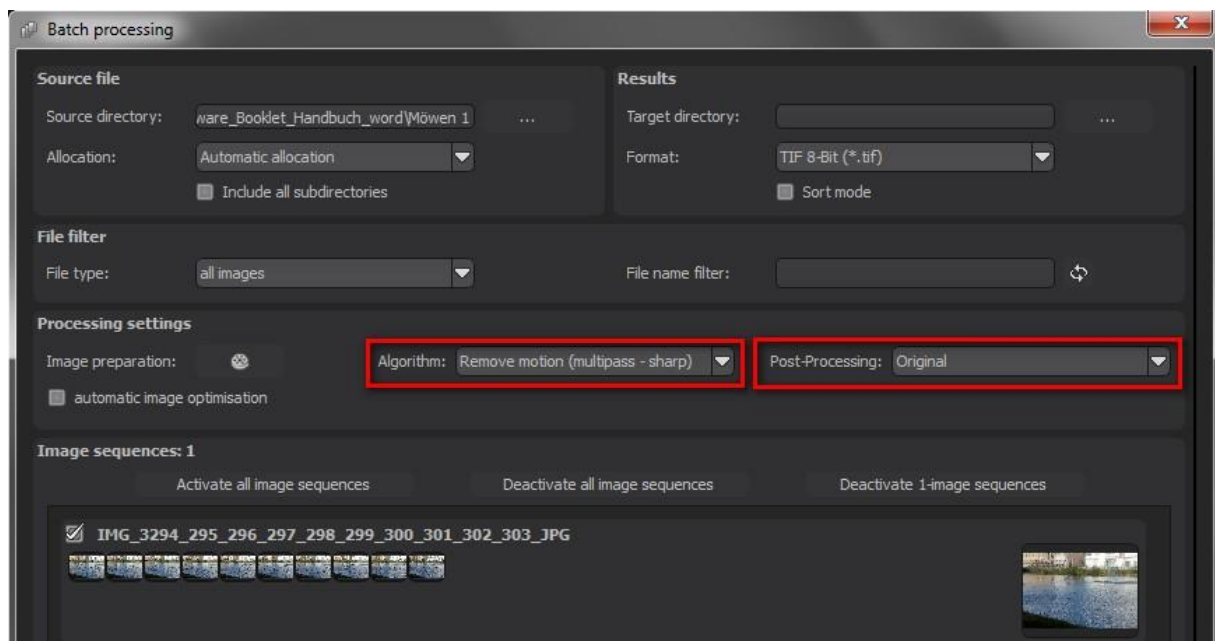 Batch processing
Source file
Source directory: ware_Booklet_Handbuch_word\Möwen 1 ...
Allocation: Automatic allocation
Include all subdirectories
Results
Target directory: ...
Format: TIF 8-Bit (*.tif)
Sort mode
File filter
File type: all images File name filter:
Processing settings
Image preparation: Algorithm: Remove motion (multipass - sharp) Post-Processing: Original
automatic image optimisation
Image sequences: 1
Activate all image sequences Deactivate all image sequences Deactivate 1-image sequences
IMG_3294_295_296_297_298_299_300_301_302_303_JPG